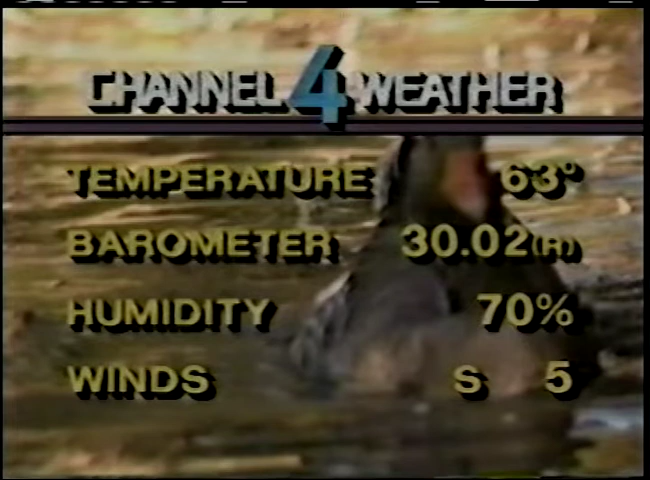 CHANNEL 4 WEATHER
TEMPERATURE 63°
BAROMETER 30.02(R)
HUMIDITY 70%
WINDS S 5